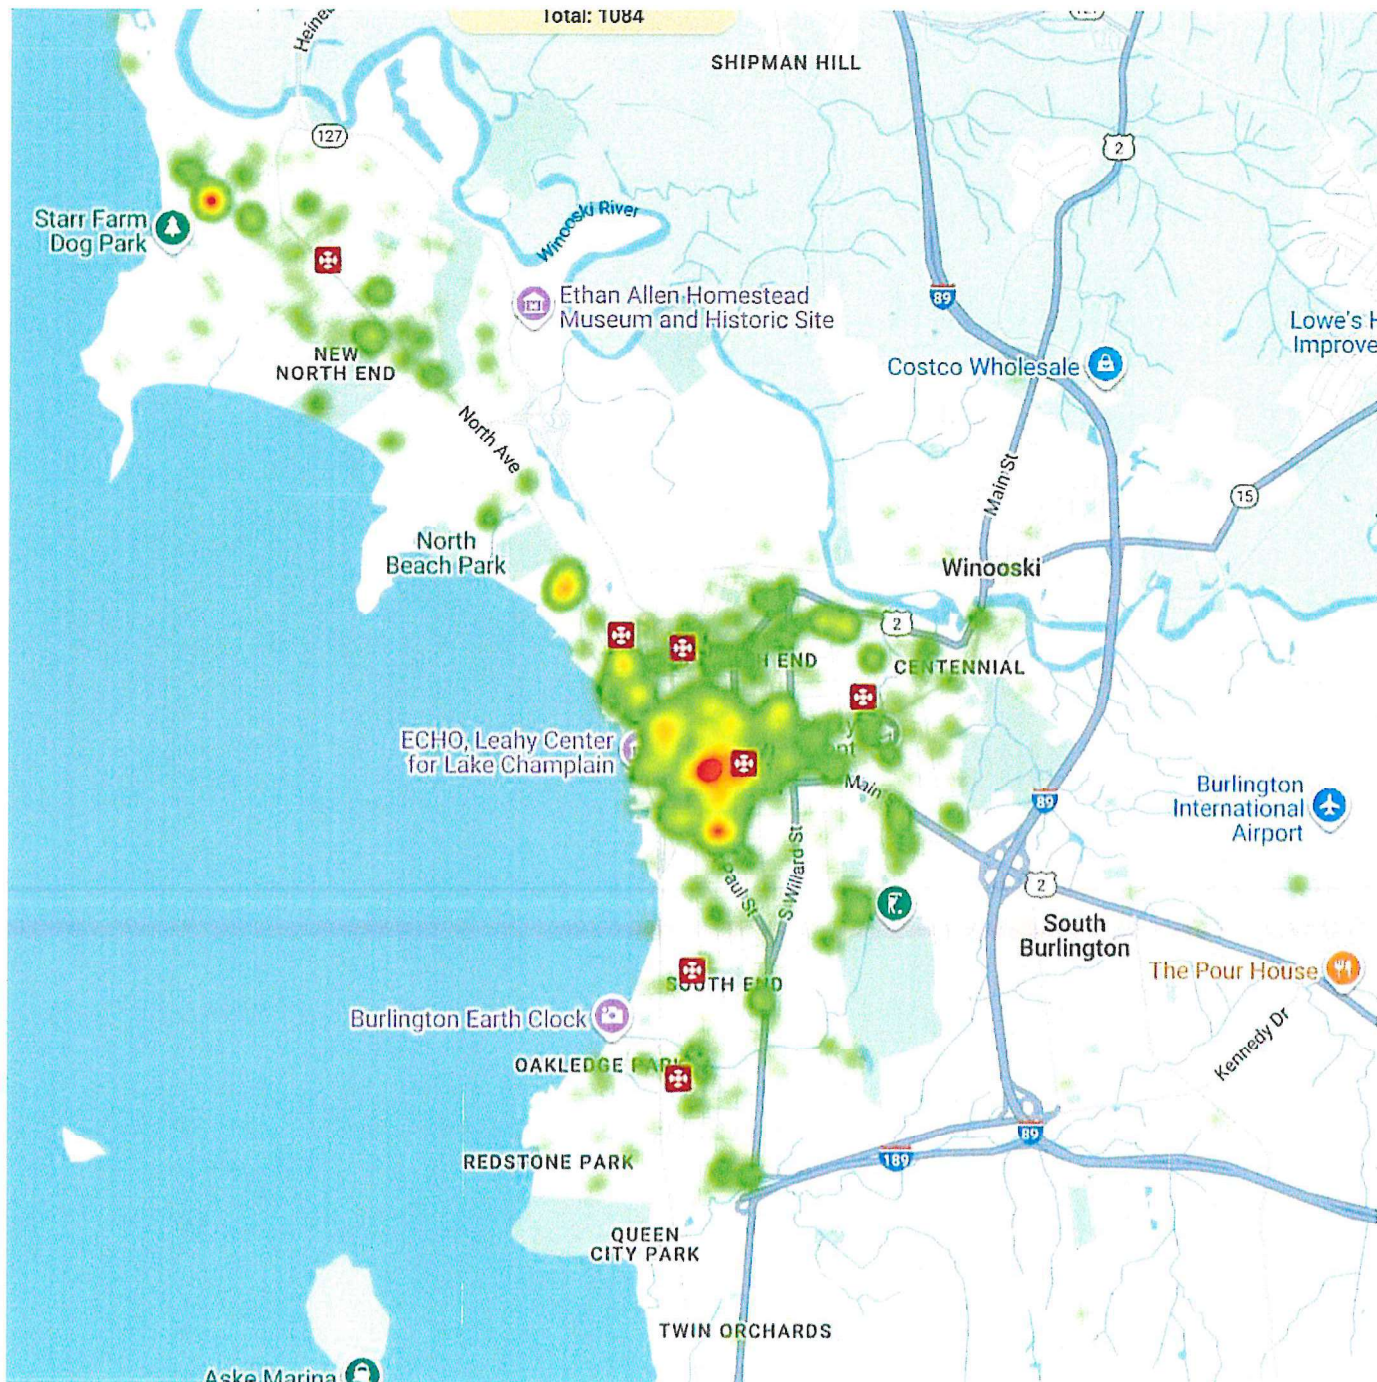 Total: 1084
SHIPMAN HILL
127
2
Winooski River
Starr Farm
Dog Park
Ethan Allen Homestead
Museum and Historic Site
89
Lowe's H
Improve
Costco Wholesale
NEW
NORTH END
North Ave
Main St
15
North
Beach Park
Winooski
2
H END
CENTENNIAL
ECHO, Leahy Center
for Lake Champlain
Main
89
Burlington
International
Airport
Paul St
S Willard St
2
South
Burlington
SOUTH END
The Pour House
Burlington Earth Clock
OAKLEDGE PARK
Kennedy Dr
89
189
REDSTONE PARK
QUEEN
CITY PARK
TWIN ORCHARDS
Aske Marina